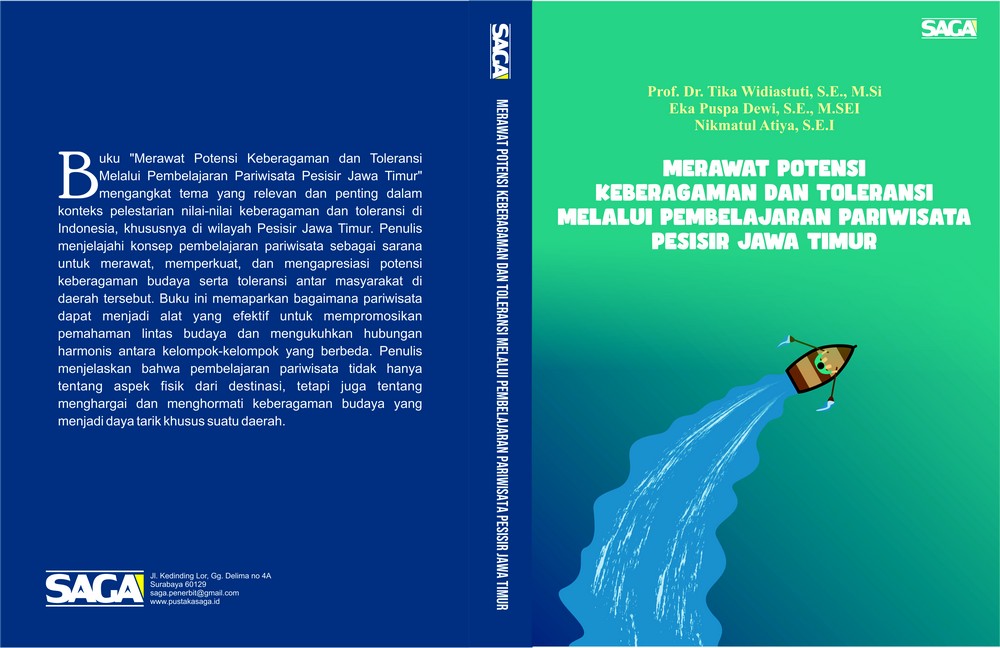 Buku "Merawat Potensi Keberagaman dan Toleransi
Melalui Pembelajaran Pariwisata Pesisir Jawa Timur"
mengangkat tema yang relevan dan penting dalam
konteks pelestarian nilai-nilai keberagaman dan toleransi di
Indonesia, khususnya di wilayah Pesisir Jawa Timur. Penulis
menjelajahi konsep pembelajaran pariwisata sebagai sarana
untuk merawat, memperkuat, dan mengapresiasi potensi
keberagaman budaya serta toleransi antar masyarakat di
daerah tersebut. Buku ini memaparkan bagaimana pariwisata
dapat menjadi alat yang efektif untuk mempromosikan
pemahaman lintas budaya dan mengukuhkan hubungan
harmonis antara kelompok-kelompok yang berbeda. Penulis
menjelaskan bahwa pembelajaran pariwisata tidak hanya
tentang aspek fisik dari destinasi, tetapi juga tentang
menghargai dan menghormati keberagaman budaya yang
menjadi daya tarik khusus suatu daerah.
SAGA
Jl. Kedinding Lor, Gg. Delima no 4A
Surabaya 60129
saga.penerbit@gmail.com
www.pustakasaga.id
SAGA
MERAWAT POTENSI KEBERAGAMAN DAN TOLERANSI MELALUI PEMBELAJARAN PARIWISATA PESISIR JAWA TIMUR
SAGA
Prof. Dr. Tika Widiastuti, S.E., M.Si
Eka Puspa Dewi, S.E., M.SEI
Nikmatul Atiya, S.E.I
MERAWAT POTENSI
KEBERAGAMAN DAN TOLERANSI
MELALUI PEMBELAJARAN PARIWISATA
PESISIR JAWA TIMUR